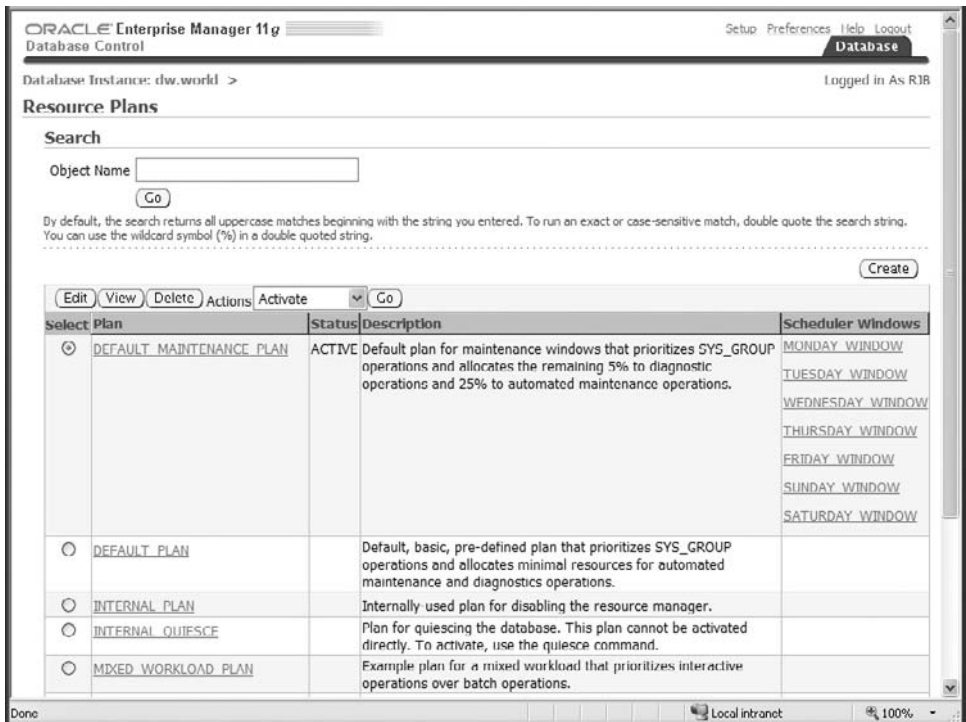 ORACLE Enterprise Manager 11g
Database Control
Setup Preferences Help Logout
Database
Database Instance: dw.world >
Logged in As RJB
Resource Plans
Search
Object Name
Go
By default, the search returns all uppercase matches beginning with the string you entered. To run an exact or case-sensitive match, double quote the search string.
You can use the wildcard symbol (%) in a double quoted string.
Create
Edit View Delete Actions Activate Go
Select Plan Status Description Scheduler Windows
DEFAULT_MAINTENANCE_PLAN ACTIVE Default plan for maintenance windows that prioritizes SYS_GROUP
operations and allocates the remaining 5% to diagnostic
operations and 25% to automated maintenance operations.
MONDAY_WINDOW
TUESDAY_WINDOW
WEDNESDAY_WINDOW
THURSDAY_WINDOW
FRIDAY_WINDOW
SUNDAY_WINDOW
SATURDAY_WINDOW
DEFAULT_PLAN Default, basic, pre-defined plan that prioritizes SYS_GROUP
operations and allocates minimal resources for automated
maintenance and diagnostics operations.
INTERNAL_PLAN Internally used plan for disabling the resource manager.
INTERNAL_QUIESCE Plan for quiescing the database. This plan cannot be activated
directly. To activate, use the quiesce command.
MIXED_WORKLOAD_PLAN Example plan for a mixed workload that prioritizes interactive
operations over batch operations.
Done Local intranet 100%